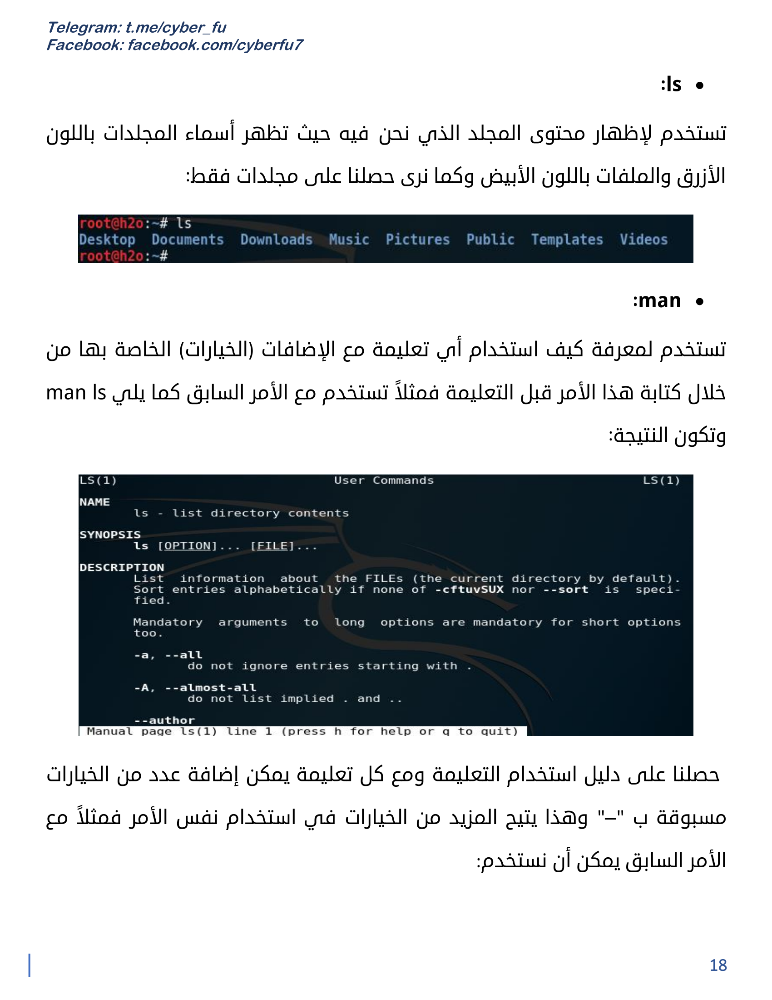 Telegram: t.me/cyber_fu
Facebook: facebook.com/cyberfu7
• ls:
تستخدم لإظهار محتوى المجلد الذي نحن فيه حيث تظهر أسماء المجلدات باللون
الأزرق والملفات باللون الأبيض وكما نرى حصلنا على مجلدات فقط:
root@h2o:~# ls
Desktop  Documents  Downloads  Music  Pictures  Public  Templates  Videos
root@h2o:~#
• man:
تستخدم لمعرفة كيف استخدام أي تعليمة مع الإضافات (الخيارات) الخاصة بها من
خلال كتابة هذا الأمر قبل التعليمة فمثلاً تستخدم مع الأمر السابق كما يلي man ls
وتكون النتيجة:
LS(1) User Commands LS(1)
NAME
ls - list directory contents
SYNOPSIS
ls [OPTION]... [FILE]...
DESCRIPTION
List information about the FILEs (the current directory by default).
Sort entries alphabetically if none of -cftuvSUX nor --sort is speci-
fied.
Mandatory arguments to long options are mandatory for short options
too.
-a, --all
do not ignore entries starting with .
-A, --almost-all
do not list implied . and ..
--author
Manual page ls(1) line 1 (press h for help or q to quit)
حصلنا على دليل استخدام التعليمة ومع كل تعليمة يمكن إضافة عدد من الخيارات
مسبوقة ب "–" وهذا يتيح المزيد من الخيارات في استخدام نفس الأمر فمثلاً مع
الأمر السابق يمكن أن نستخدم:
18